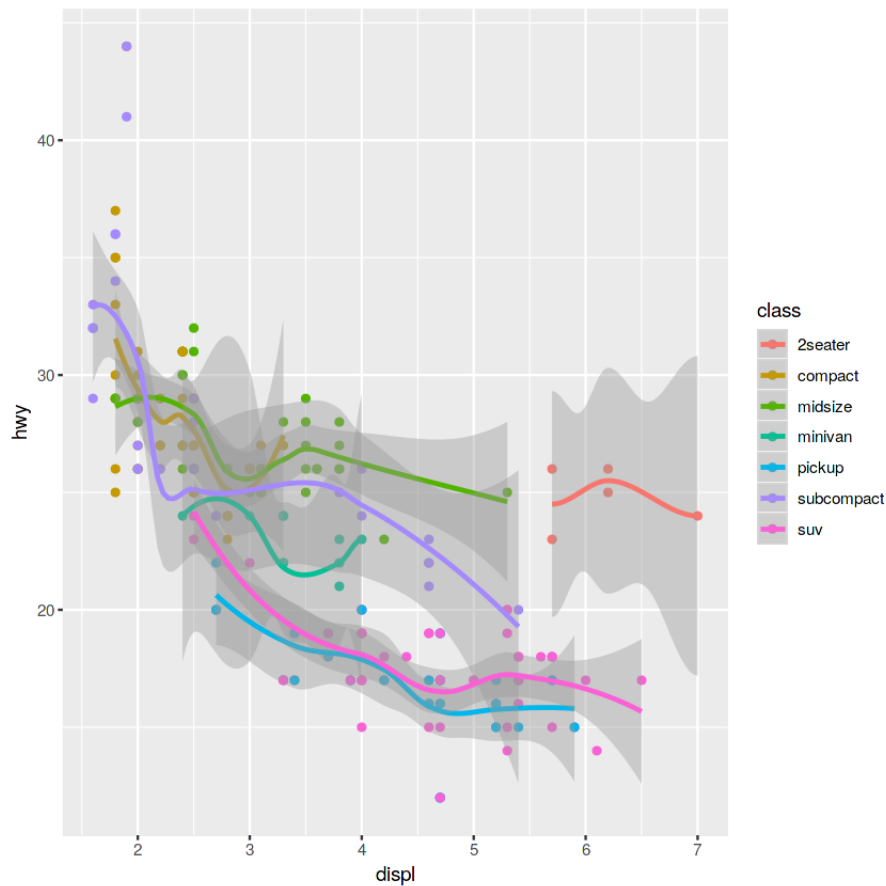 40
30
20
hwy
2 3 4 5 6 7
displ
class
2seater
compact
midsize
minivan
pickup
subcompact
suv